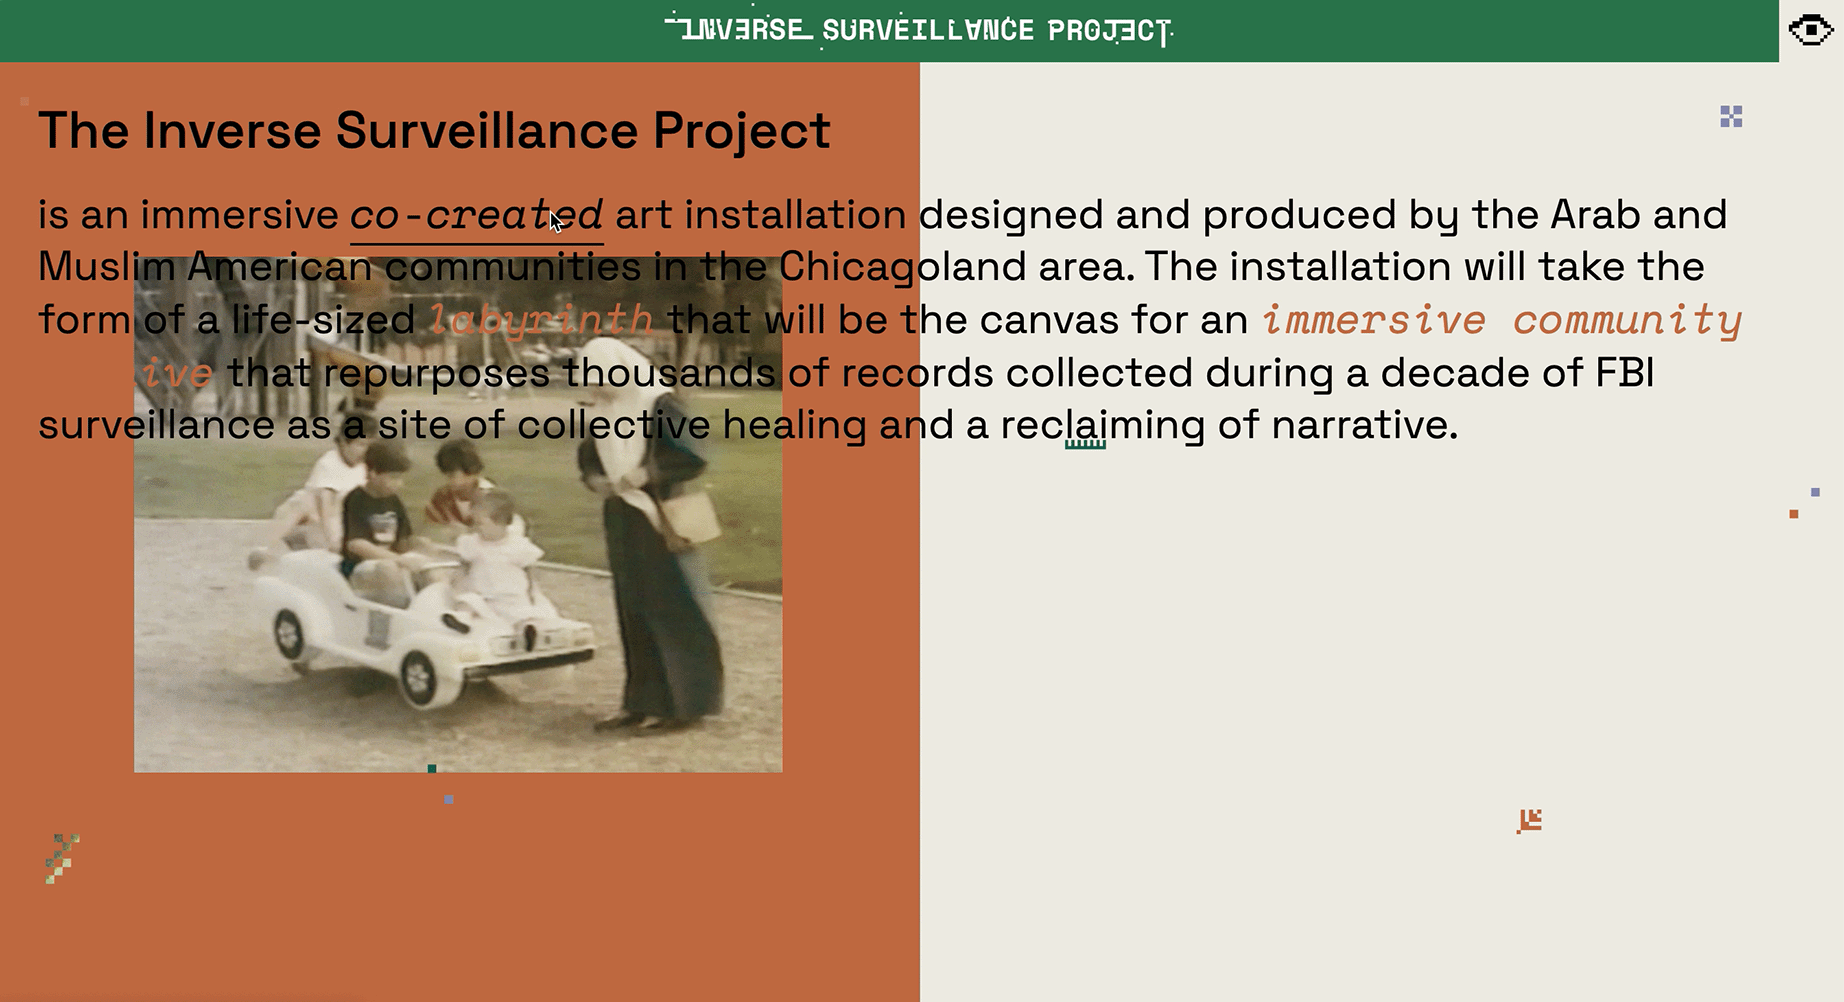 INVERSE SURVEILLANCE PROJECT
The Inverse Surveillance Project
is an immersive co-created art installation designed and produced by the Arab and
Muslim American communities in the Chicagoland area. The installation will take the
form of a life-sized labyrinth that will be the canvas for an immersive community
ive that repurposes thousands of records collected during a decade of FBI
surveillance as a site of collective healing and a reclaiming of narrative.